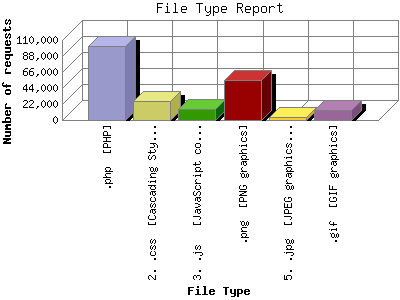 File Type Report
Number of requests
110,000
88,000
66,000
44,000
22,000
0
.php [PHP]
2. .css [Cascading Sty...
3. .js [JavaScript co...
.png [PNG graphics]
5. .jpg [JPEG graphics...
.gif [GIF graphics]
File Type